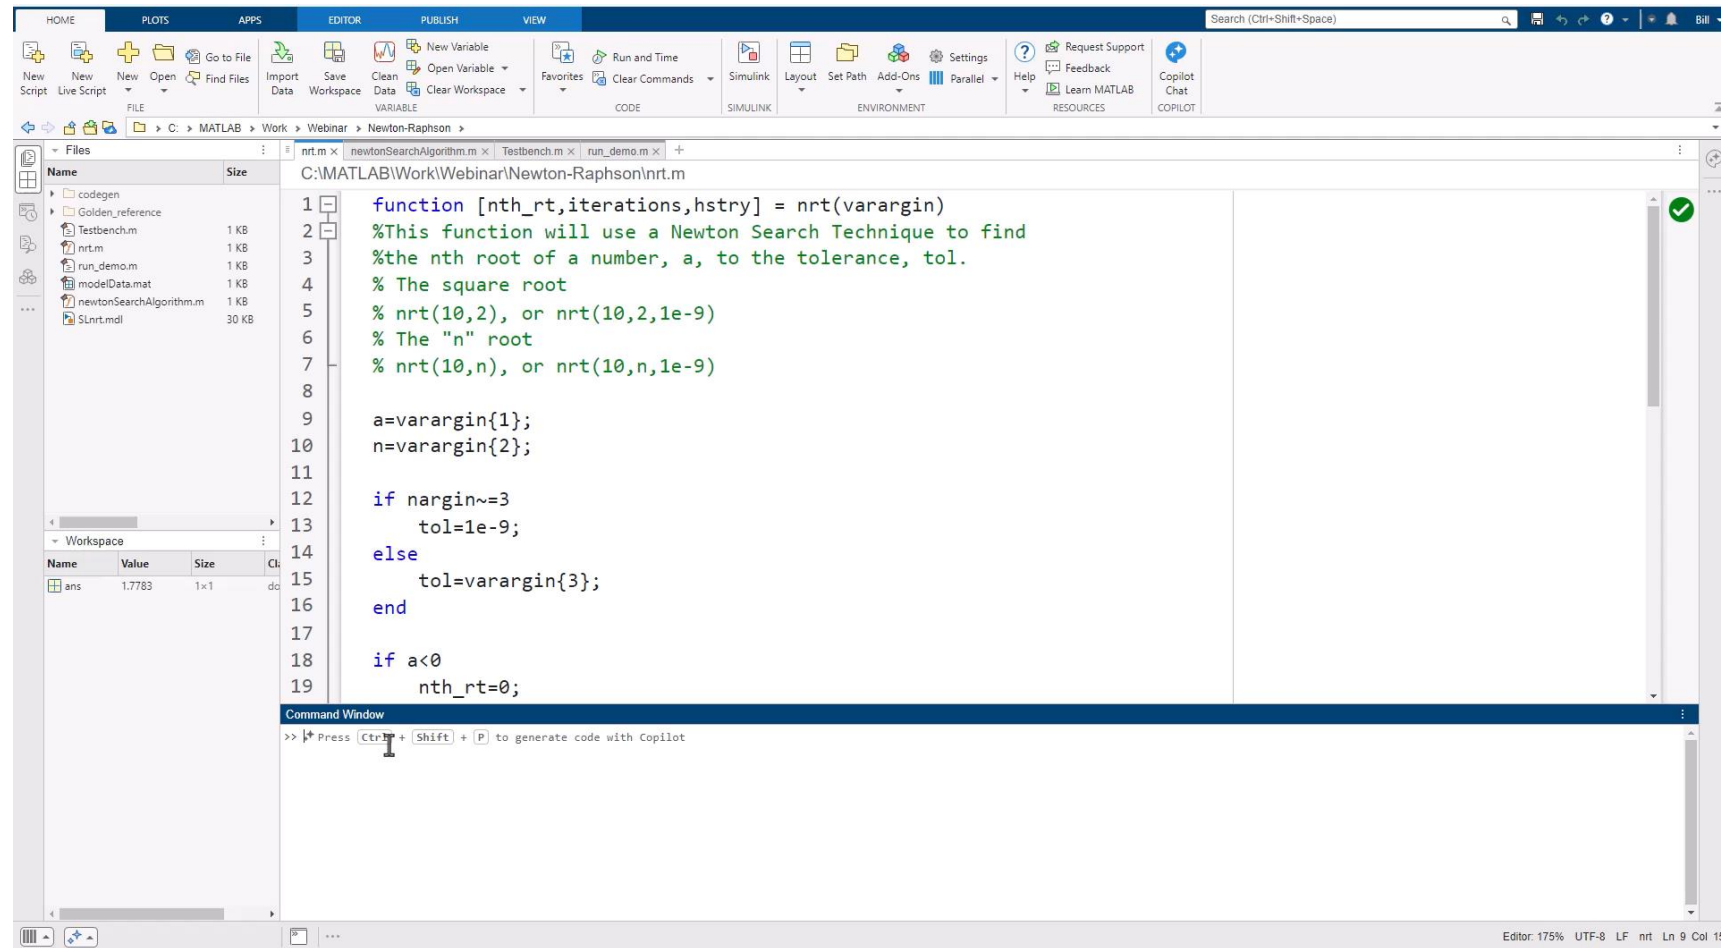 HOME PLOTS APPS EDITOR PUBLISH VIEW Search (Ctrl+Shift+Space) Bill
New Script
New Live Script
New
Open
Go to File
Find Files
FILE
Import Data
Save Workspace
Clean Data
New Variable
Open Variable
Clear Workspace
VARIABLE
Favorites
Run and Time
Clear Commands
CODE
Simulink
SIMULINK
Layout
Set Path
Add-Ons
Settings
Parallel
ENVIRONMENT
Help
Request Support
Feedback
Learn MATLAB
RESOURCES
Copilot Chat
COPILOT
C: > MATLAB > Work > Webinar > Newton-Raphson >
Files
Name Size
codegen
Golden_reference
Testbench.m 1 KB
nrt.m 1 KB
run_demo.m 1 KB
modelData.mat 1 KB
newtonSearchAlgorithm.m 1 KB
SLnrt.mdl 30 KB
Workspace
Name Value Size Cl
ans 1.7783 1×1 do
nrt.m × newtonSearchAlgorithm.m × Testbench.m × run_demo.m × +
C:\MATLAB\Work\Webinar\Newton-Raphson\nrt.m
1 function [nth_rt,iterations,hstry] = nrt(varargin)
2 %This function will use a Newton Search Technique to find
3 %the nth root of a number, a, to the tolerance, tol.
4 % The square root
5 % nrt(10,2), or nrt(10,2,1e-9)
6 % The "n" root
7 % nrt(10,n), or nrt(10,n,1e-9)
8
9 a=varargin{1};
10 n=varargin{2};
11
12 if nargin~=3
13 tol=1e-9;
14 else
15 tol=varargin{3};
16 end
17
18 if a<0
19 nth_rt=0;
Command Window
>> Press Ctrl + Shift + P to generate code with Copilot
Editor: 175% UTF-8 LF nrt Ln 9 Col 15